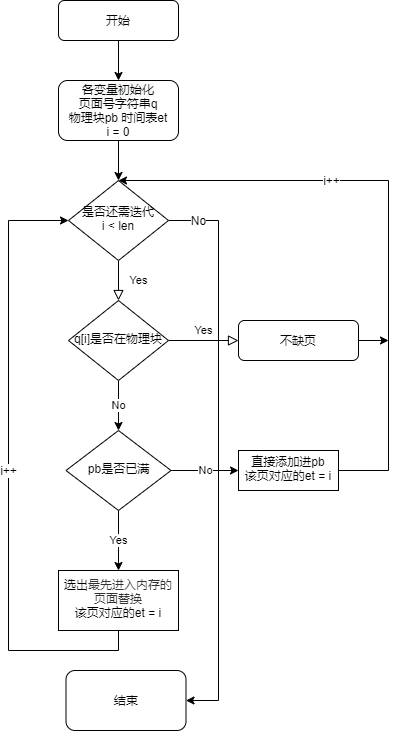 开始
各变量初始化
页面号字符串q
物理块pb 时间表et
i = 0
i++
是否还需迭代
i < len
No
Yes
q[i]是否在物理块
Yes
不缺页
No
pb是否已满
No
直接添加进pb
该页对应的et = i
i++
Yes
选出最先进入内存的
页面替换
该页对应的et = i
结束